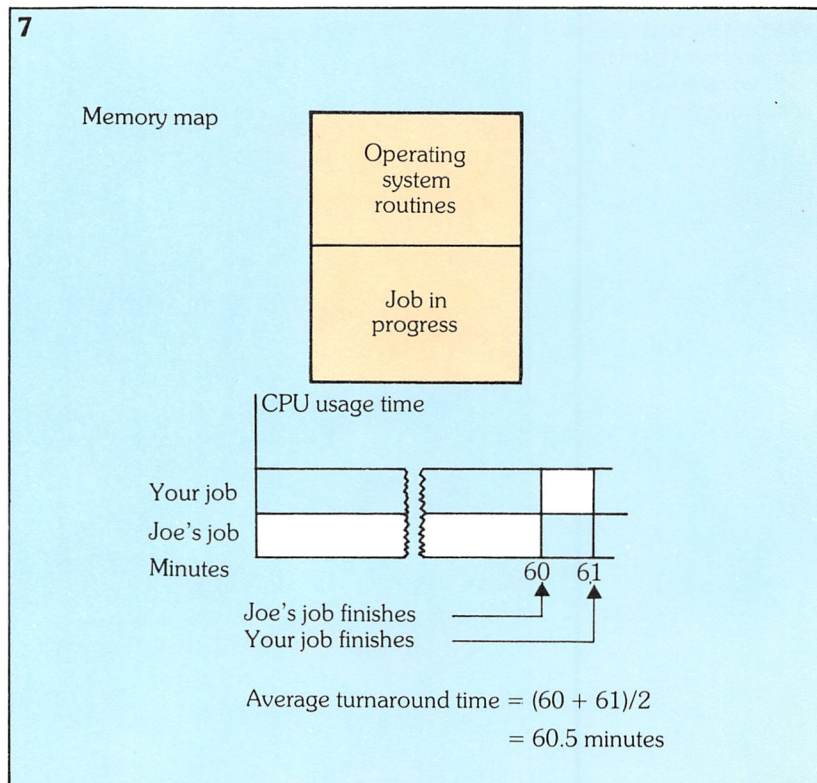 7
Memory map
Operating
system
routines
Job in
progress
CPU usage time
Your job
Joe's job
Minutes
60 61
Joe's job finishes
Your job finishes
Average turnaround time = (60 + 61)/2
= 60.5 minutes